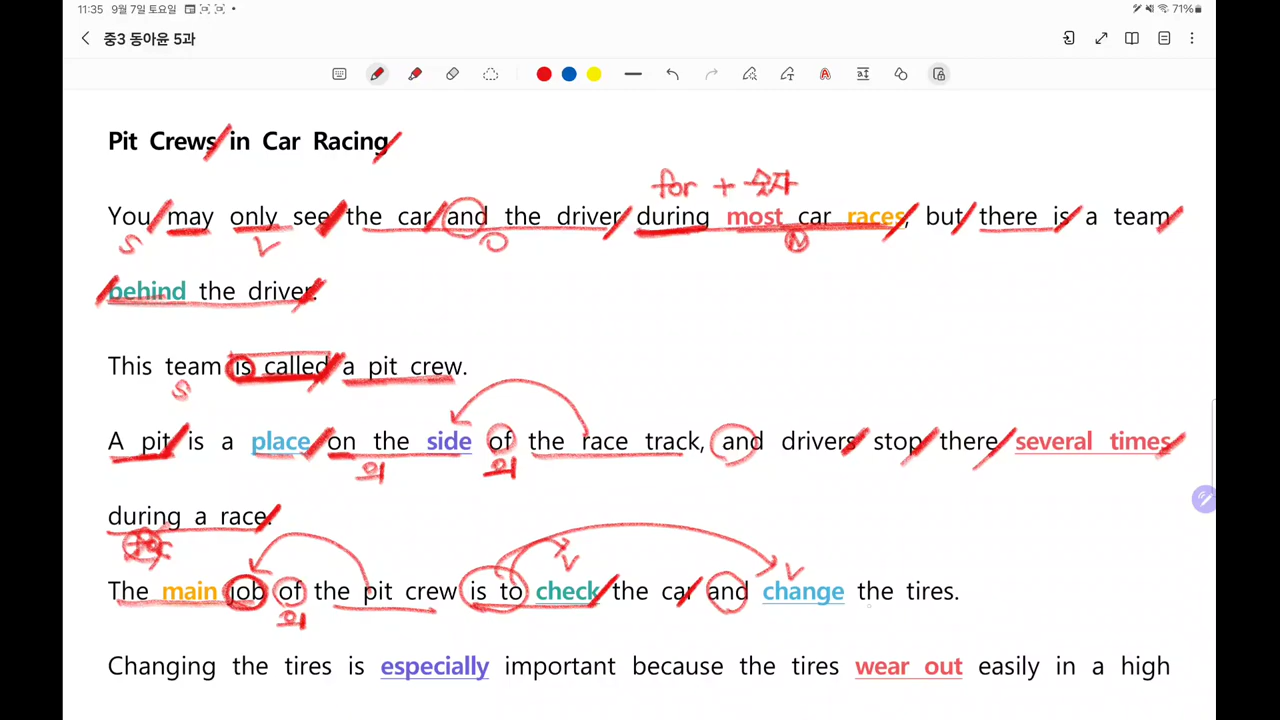 11:35 9월 7일 토요일
71%
중3 동아윤 5과
Pit Crews in Car Racing
for + 숫자
You may only see the car and the driver during most car races, but there is a team
S V O N
behind the driver.
This team is called a pit crew.
S
A pit is a place on the side of the race track, and drivers stop there several times
의 의
during a race.
The main job of the pit crew is to check the car and change the tires.
V V
의
Changing the tires is especially important because the tires wear out easily in a high